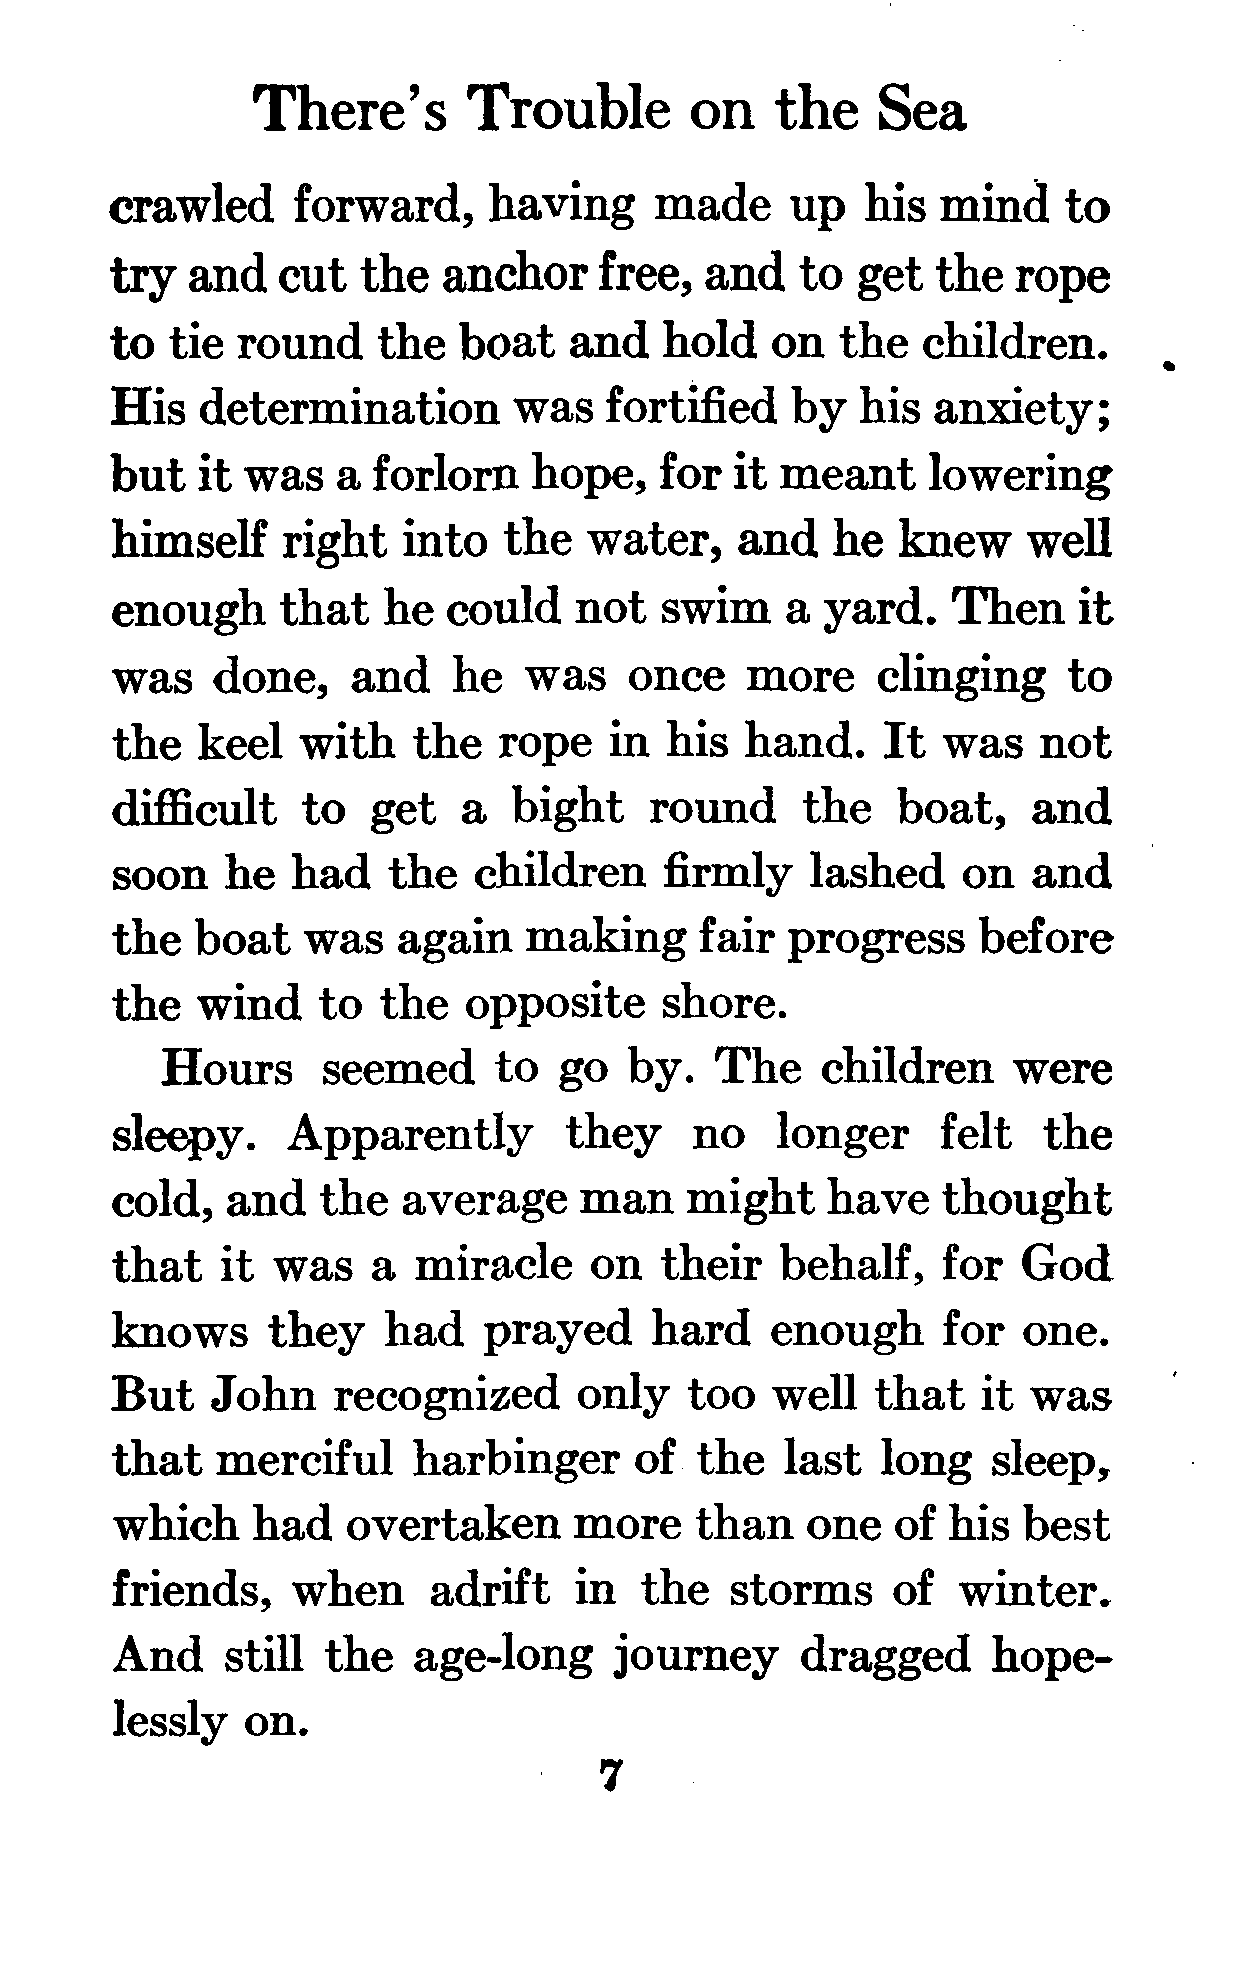 There's Trouble on the Sea
crawled forward, having made up his mind to
try and cut the anchor free, and to get the rope
to tie round the boat and hold on the children.
His determination was fortified by his anxiety;
but it was a forlorn hope, for it meant lowering
himself right into the water, and he knew well
enough that he could not swim a yard. Then it
was done, and he was once more clinging to
the keel with the rope in his hand. It was not
difficult to get a bight round the boat, and
soon he had the children firmly lashed on and
the boat was again making fair progress before
the wind to the opposite shore.
Hours seemed to go by. The children were
sleepy. Apparently they no longer felt the
cold, and the average man might have thought
that it was a miracle on their behalf, for God
knows they had prayed hard enough for one.
But John recognized only too well that it was
that merciful harbinger of the last long sleep,
which had overtaken more than one of his best
friends, when adrift in the storms of winter.
And still the age-long journey dragged hope-
lessly on.
7